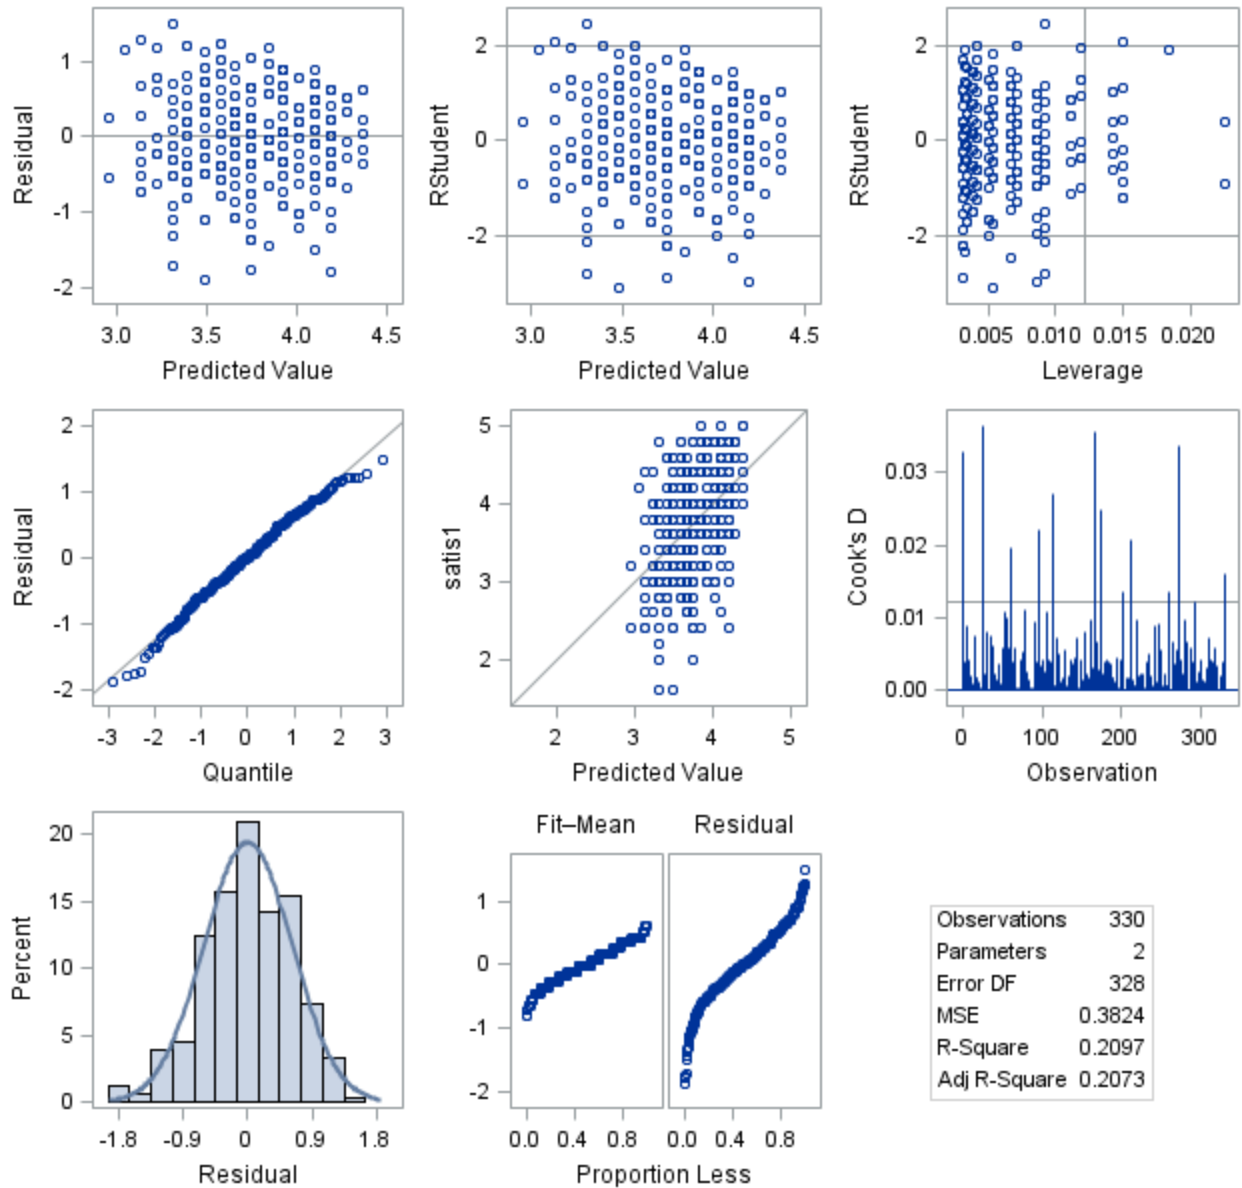 Residual
1
0
-1
-2
3.0 3.5 4.0 4.5
Predicted Value
RStudent
2
0
-2
3.0 3.5 4.0 4.5
Predicted Value
RStudent
2
0
-2
0.005 0.010 0.015 0.020
Leverage
Residual
2
1
0
-1
-2
-3 -2 -1 0 1 2 3
Quantile
satis1
5
4
3
2
2 3 4 5
Predicted Value
Cook's D
0.03
0.02
0.01
0.00
0 100 200 300
Observation
Percent
20
15
10
5
0
-1.8 -0.9 0 0.9 1.8
Residual
Fit–Mean Residual
1
0
-1
-2
0.0 0.4 0.8 0.0 0.4 0.8
Proportion Less
Observations 330
Parameters 2
Error DF 328
MSE 0.3824
R-Square 0.2097
Adj R-Square 0.2073